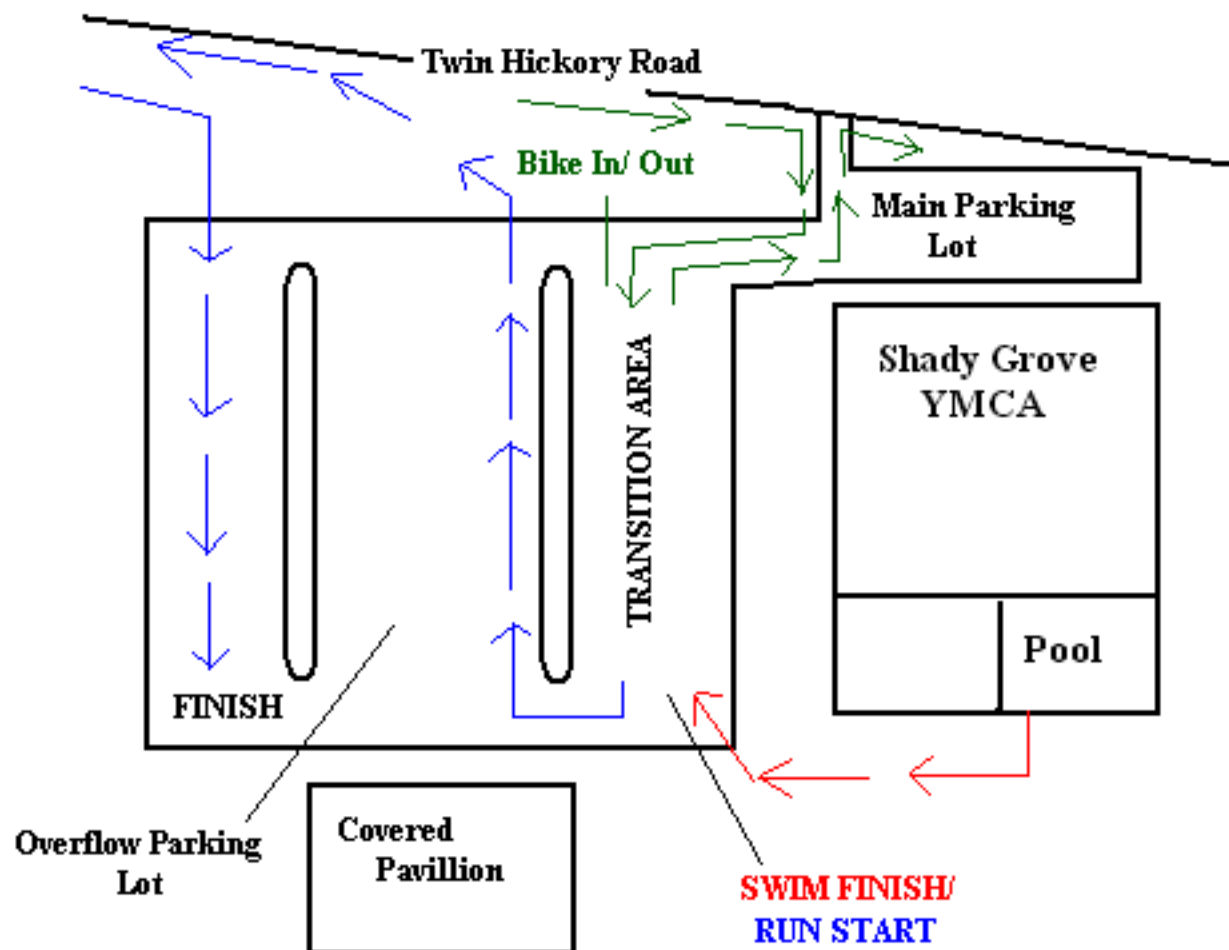 Twin Hickory Road
Bike In/ Out
Main Parking
Lot
Shady Grove
YMCA
TRANSITION AREA
Pool
FINISH
Overflow Parking
Lot
Covered
Pavillion
SWIM FINISH/
RUN START